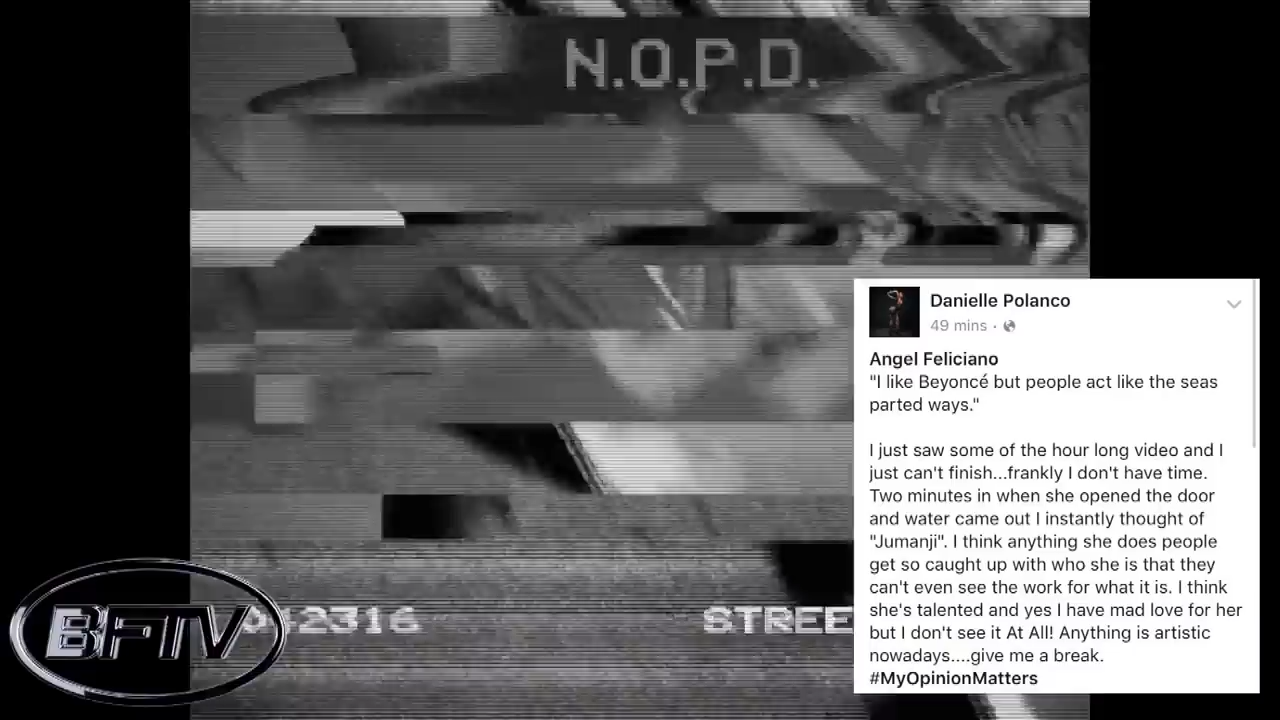 N.O.P.D.
Danielle Polanco
49 mins ·
Angel Feliciano
"I like Beyoncé but people act like the seas
parted ways."
I just saw some of the hour long video and I
just can't finish...frankly I don't have time.
Two minutes in when she opened the door
and water came out I instantly thought of
"Jumanji". I think anything she does people
get so caught up with who she is that they
can't even see the work for what it is. I think
she's talented and yes I have mad love for her
but I don't see it At All! Anything is artistic
nowadays....give me a break.
#MyOpinionMatters
BFTV
042316
STREE